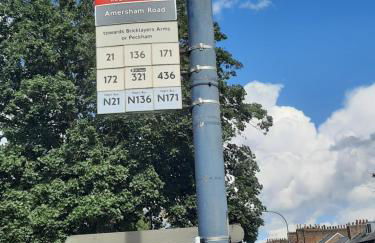 Amersham Road
towards Bricklayers Arms
or Peckham
21 136 171
172 321 436
N21 N136 N171